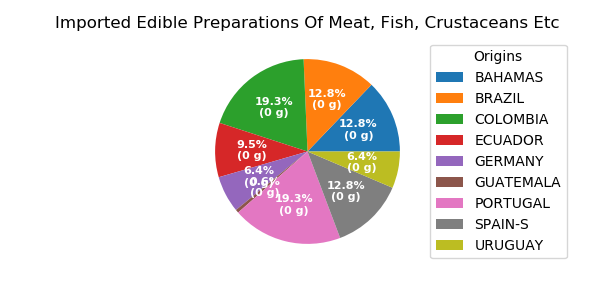 Imported Edible Preparations Of Meat, Fish, Crustaceans Etc
Origins
BAHAMAS
BRAZIL
COLOMBIA
ECUADOR
GERMANY
GUATEMALA
PORTUGAL
SPAIN-S
URUGUAY
12.8%
(0 g)
12.8%
(0 g)
19.3%
(0 g)
9.5%
(0 g)
6.4%
(0 g)
0.6%
(0 g)
19.3%
(0 g)
12.8%
(0 g)
6.4%
(0 g)